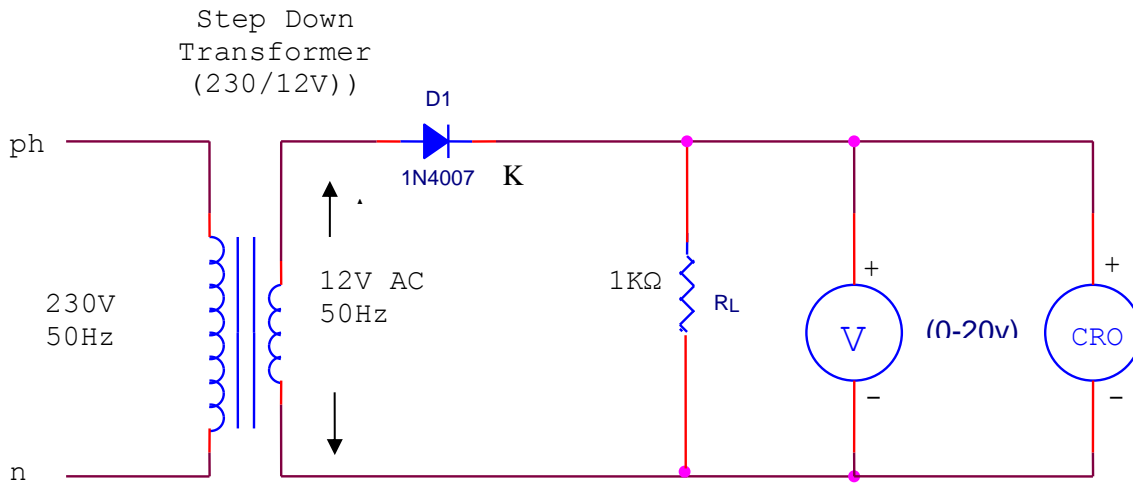 Step Down
Transformer
(230/12V))
D1
ph
1N4007
K
12V AC
50Hz
1KΩ
RL
230V
50Hz
+
V
−
(0-20v)
+
CRO
−
n